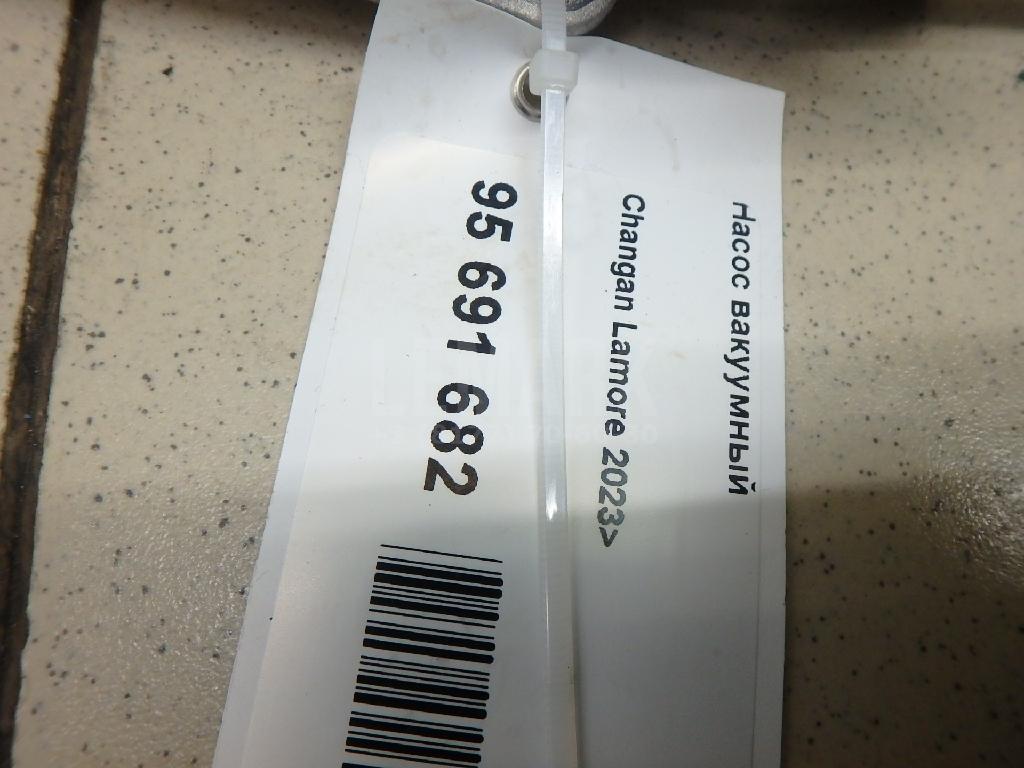 Насос вакуумный
Changan Lamore 2023>
95 691 682